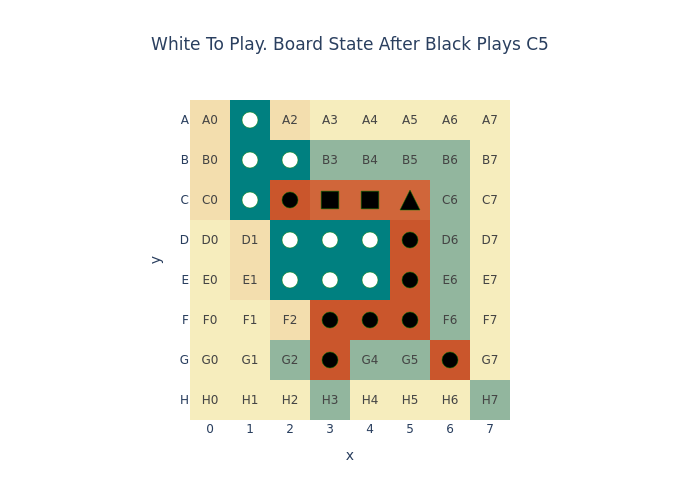 White To Play. Board State After Black Plays C5
A A0 A2 A3 A4 A5 A6 A7
B B0 B3 B4 B5 B6 B7
C C0 C6 C7
D D0 D1 D6 D7
E E0 E1 E6 E7
F F0 F1 F2 F6 F7
G G0 G1 G2 G4 G5 G7
H H0 H1 H2 H3 H4 H5 H6 H7
0 1 2 3 4 5 6 7
x
y